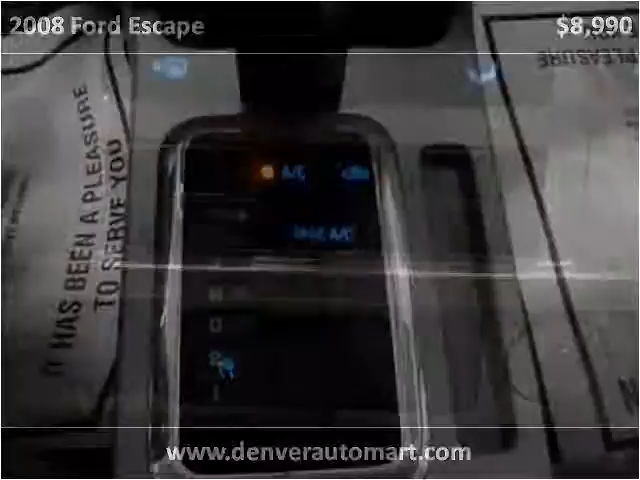 2008 Ford Escape
$8,990
PLEASURE
IT HAS BEEN A PLEASURE
TO SERVE YOU
A/C
MAX A/C
www.denverautomart.com